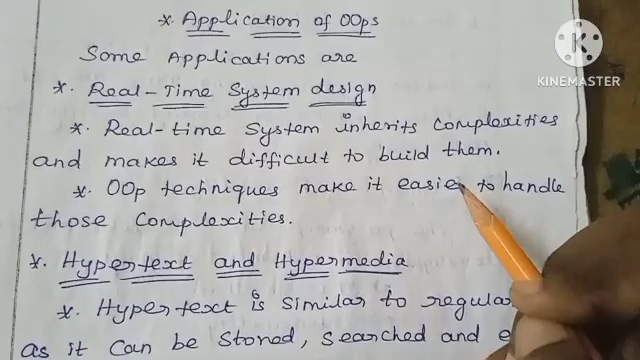 * Application of OOps
Some Applications are
* Real-Time System design
* Real-time System inherits Complexities
and makes it difficult to build them.
* OOp techniques make it easier to handle
those Complexities.
* Hypertext and Hypermedia
* Hypertext is similar to regular
as it can be Stored, Searched and
KINEMASTER